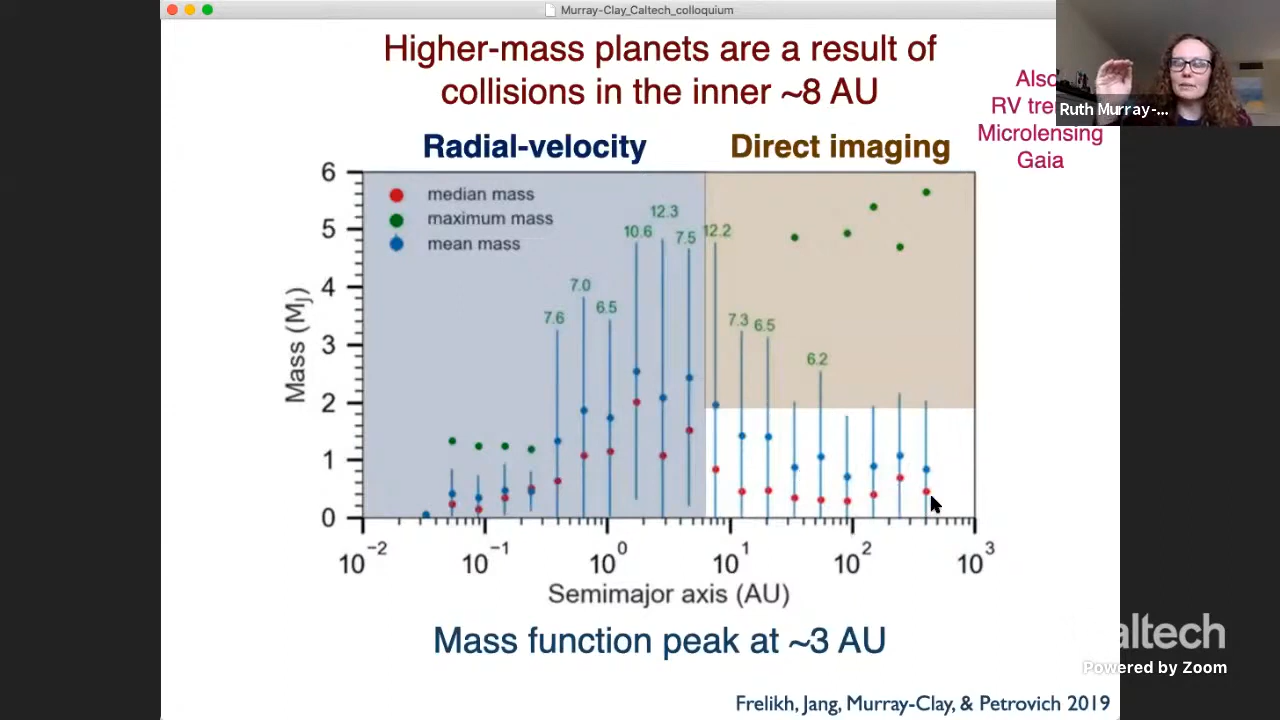 Murray-Clay_Caltech_colloquium
Higher-mass planets are a result of
collisions in the inner ~8 AU
Also
RV tre
Microlensing
Gaia
Ruth Murray-...
Radial-velocity
Direct imaging
median mass
maximum mass
mean mass
7.6
7.0
6.5
10.6
12.3
7.5
12.2
7.3
6.5
6.2
Mass (MJ)
6
5
4
3
2
1
0
10⁻² 10⁻¹ 10⁰ 10¹ 10² 10³
Semimajor axis (AU)
Mass function peak at ~3 AU
Frelikh, Jang, Murray-Clay, & Petrovich 2019
altech
Powered by Zoom